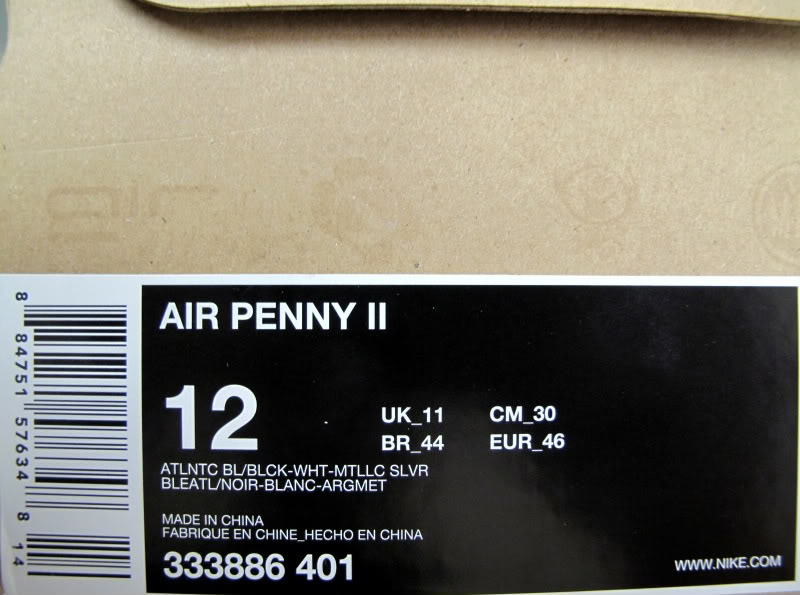 air
AIR PENNY II
12
UK_11 CM_30
BR_44 EUR_46
ATLNTC BL/BLCK-WHT-MTLLC SLVR
BLEATL/NOIR-BLANC-ARGMET
MADE IN CHINA
FABRIQUE EN CHINE_HECHO EN CHINA
333886 401
WWW.NIKE.COM
8 84751 57634 8 14